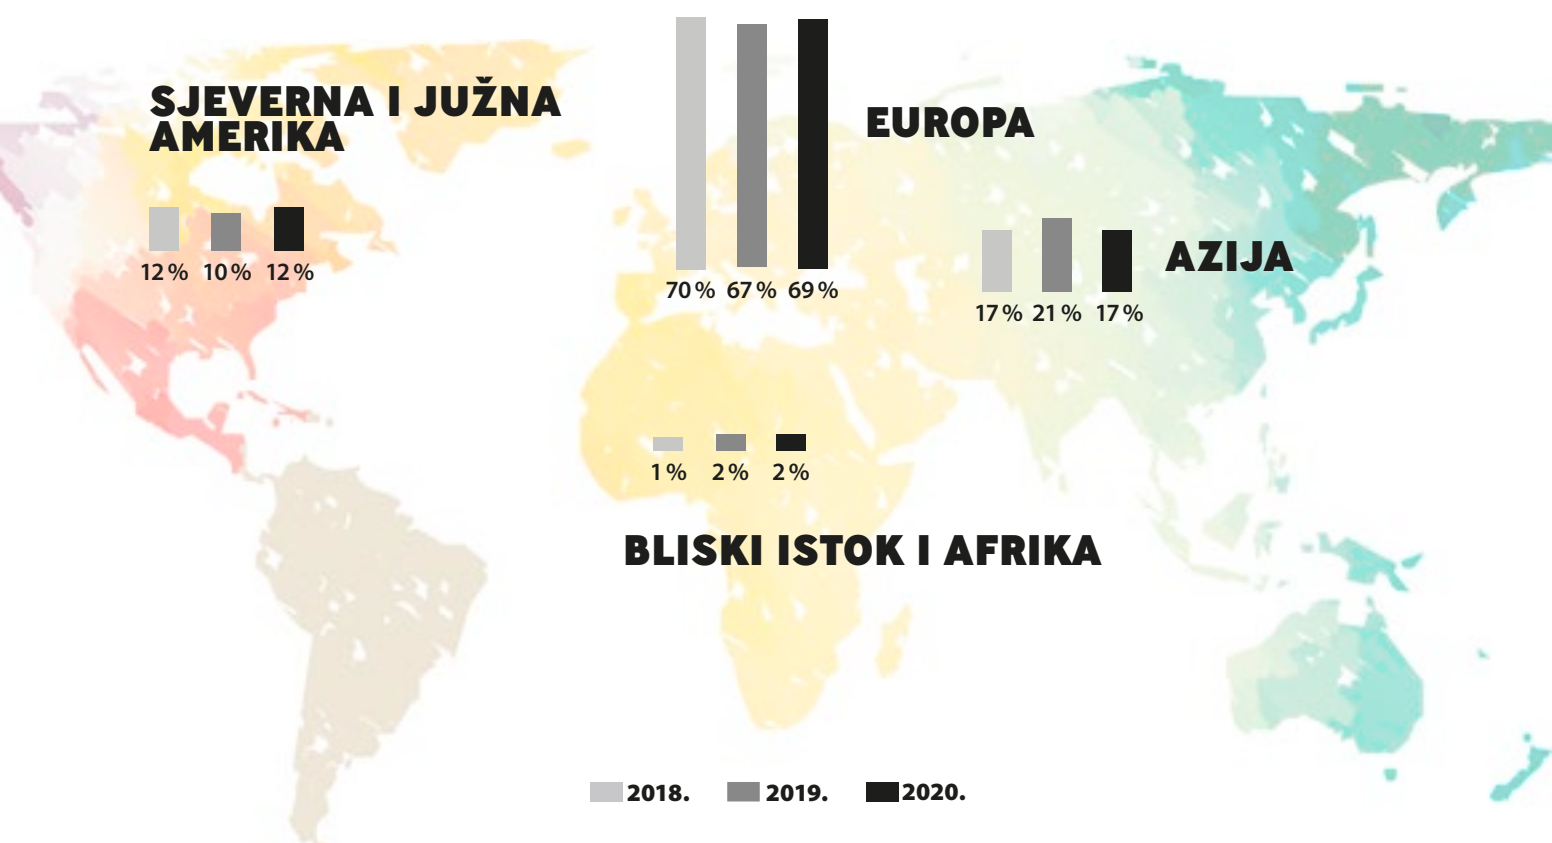 SJEVERNA I JUŽNA
AMERIKA
12 % 10 % 12 %
EUROPA
70 % 67 % 69 %
AZIJA
17 % 21 % 17 %
1 % 2 % 2 %
BLISKI ISTOK I AFRIKA
2018. 2019. 2020.